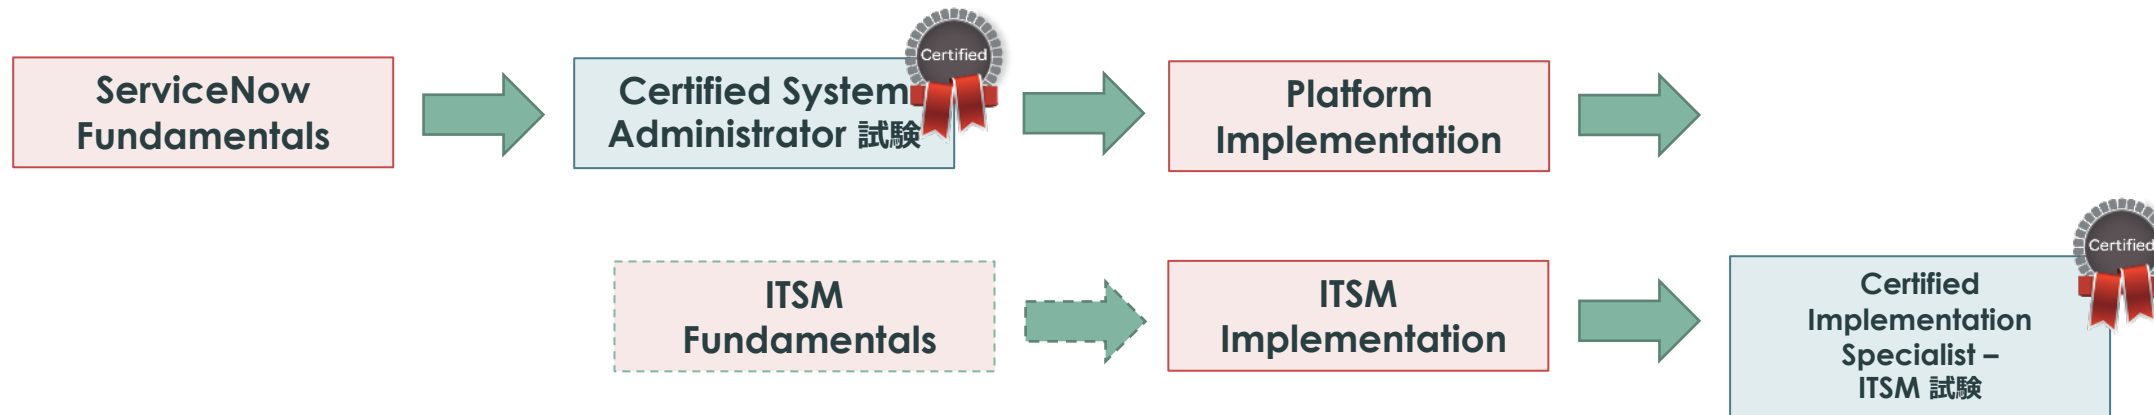 ServiceNow
Fundamentals
Certified System
Administrator 試験
Certified
Platform
Implementation
ITSM
Fundamentals
ITSM
Implementation
Certified
Implementation
Specialist –
ITSM 試験
Certified